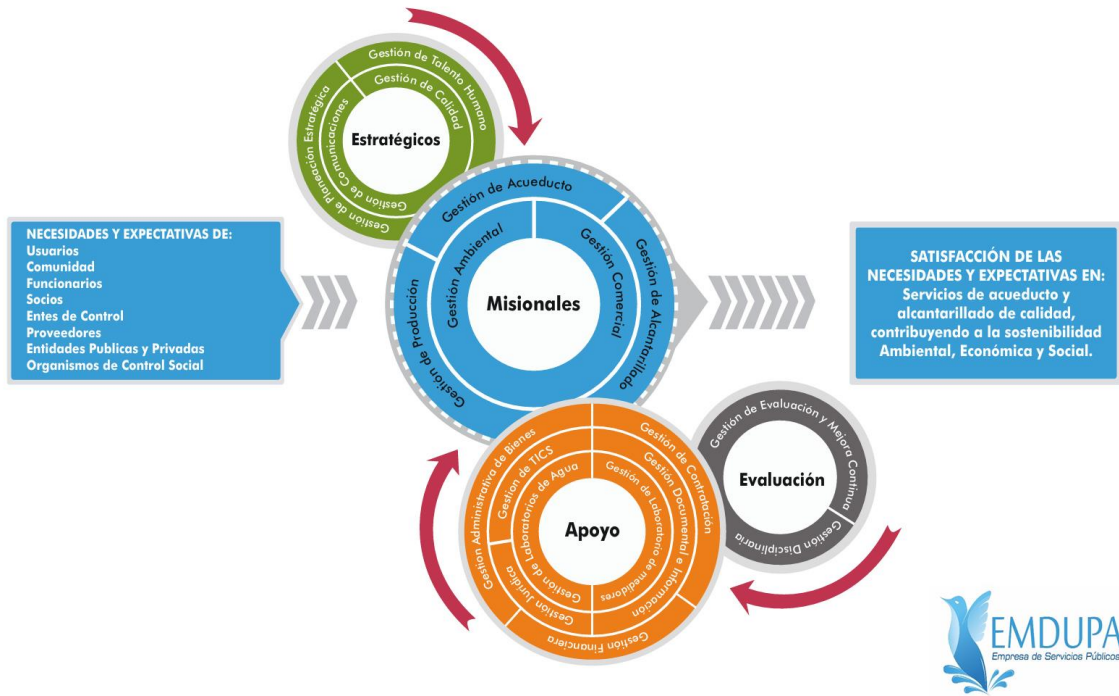 Gestión de Talento Humano
Gestión de Calidad
Gestión de Planeación Estratégica
Gestión de Comunicaciones
Estratégicos
NECESIDADES Y EXPECTATIVAS DE:
Usuarios
Comunidad
Funcionarios
Socios
Entes de Control
Proveedores
Entidades Publicas y Privadas
Organismos de Control Social
Gestión de Acueducto
Gestión Ambiental
Gestión Comercial
Gestión de Producción
Gestión de Alcantarillado
Misionales
SATISFACCIÓN DE LAS
NECESIDADES Y EXPECTATIVAS EN:
Servicios de acueducto y
alcantarillado de calidad,
contribuyendo a la sostenibilidad
Ambiental, Económica y Social.
Gestión Administrativa de Bienes
Gestion de TICS
Gestión de Laboratorios de Agua
Gestión Jurídica
Gestión Financiera
Gestión de Contratación
Gestión Documental e Información
Gestión de Laboratorio de medidores
Apoyo
Gestión de Evaluación y Mejora Continua
Gestión Disciplinaria
Evaluación
EMDUPA
Empresa de Servicios Públicos